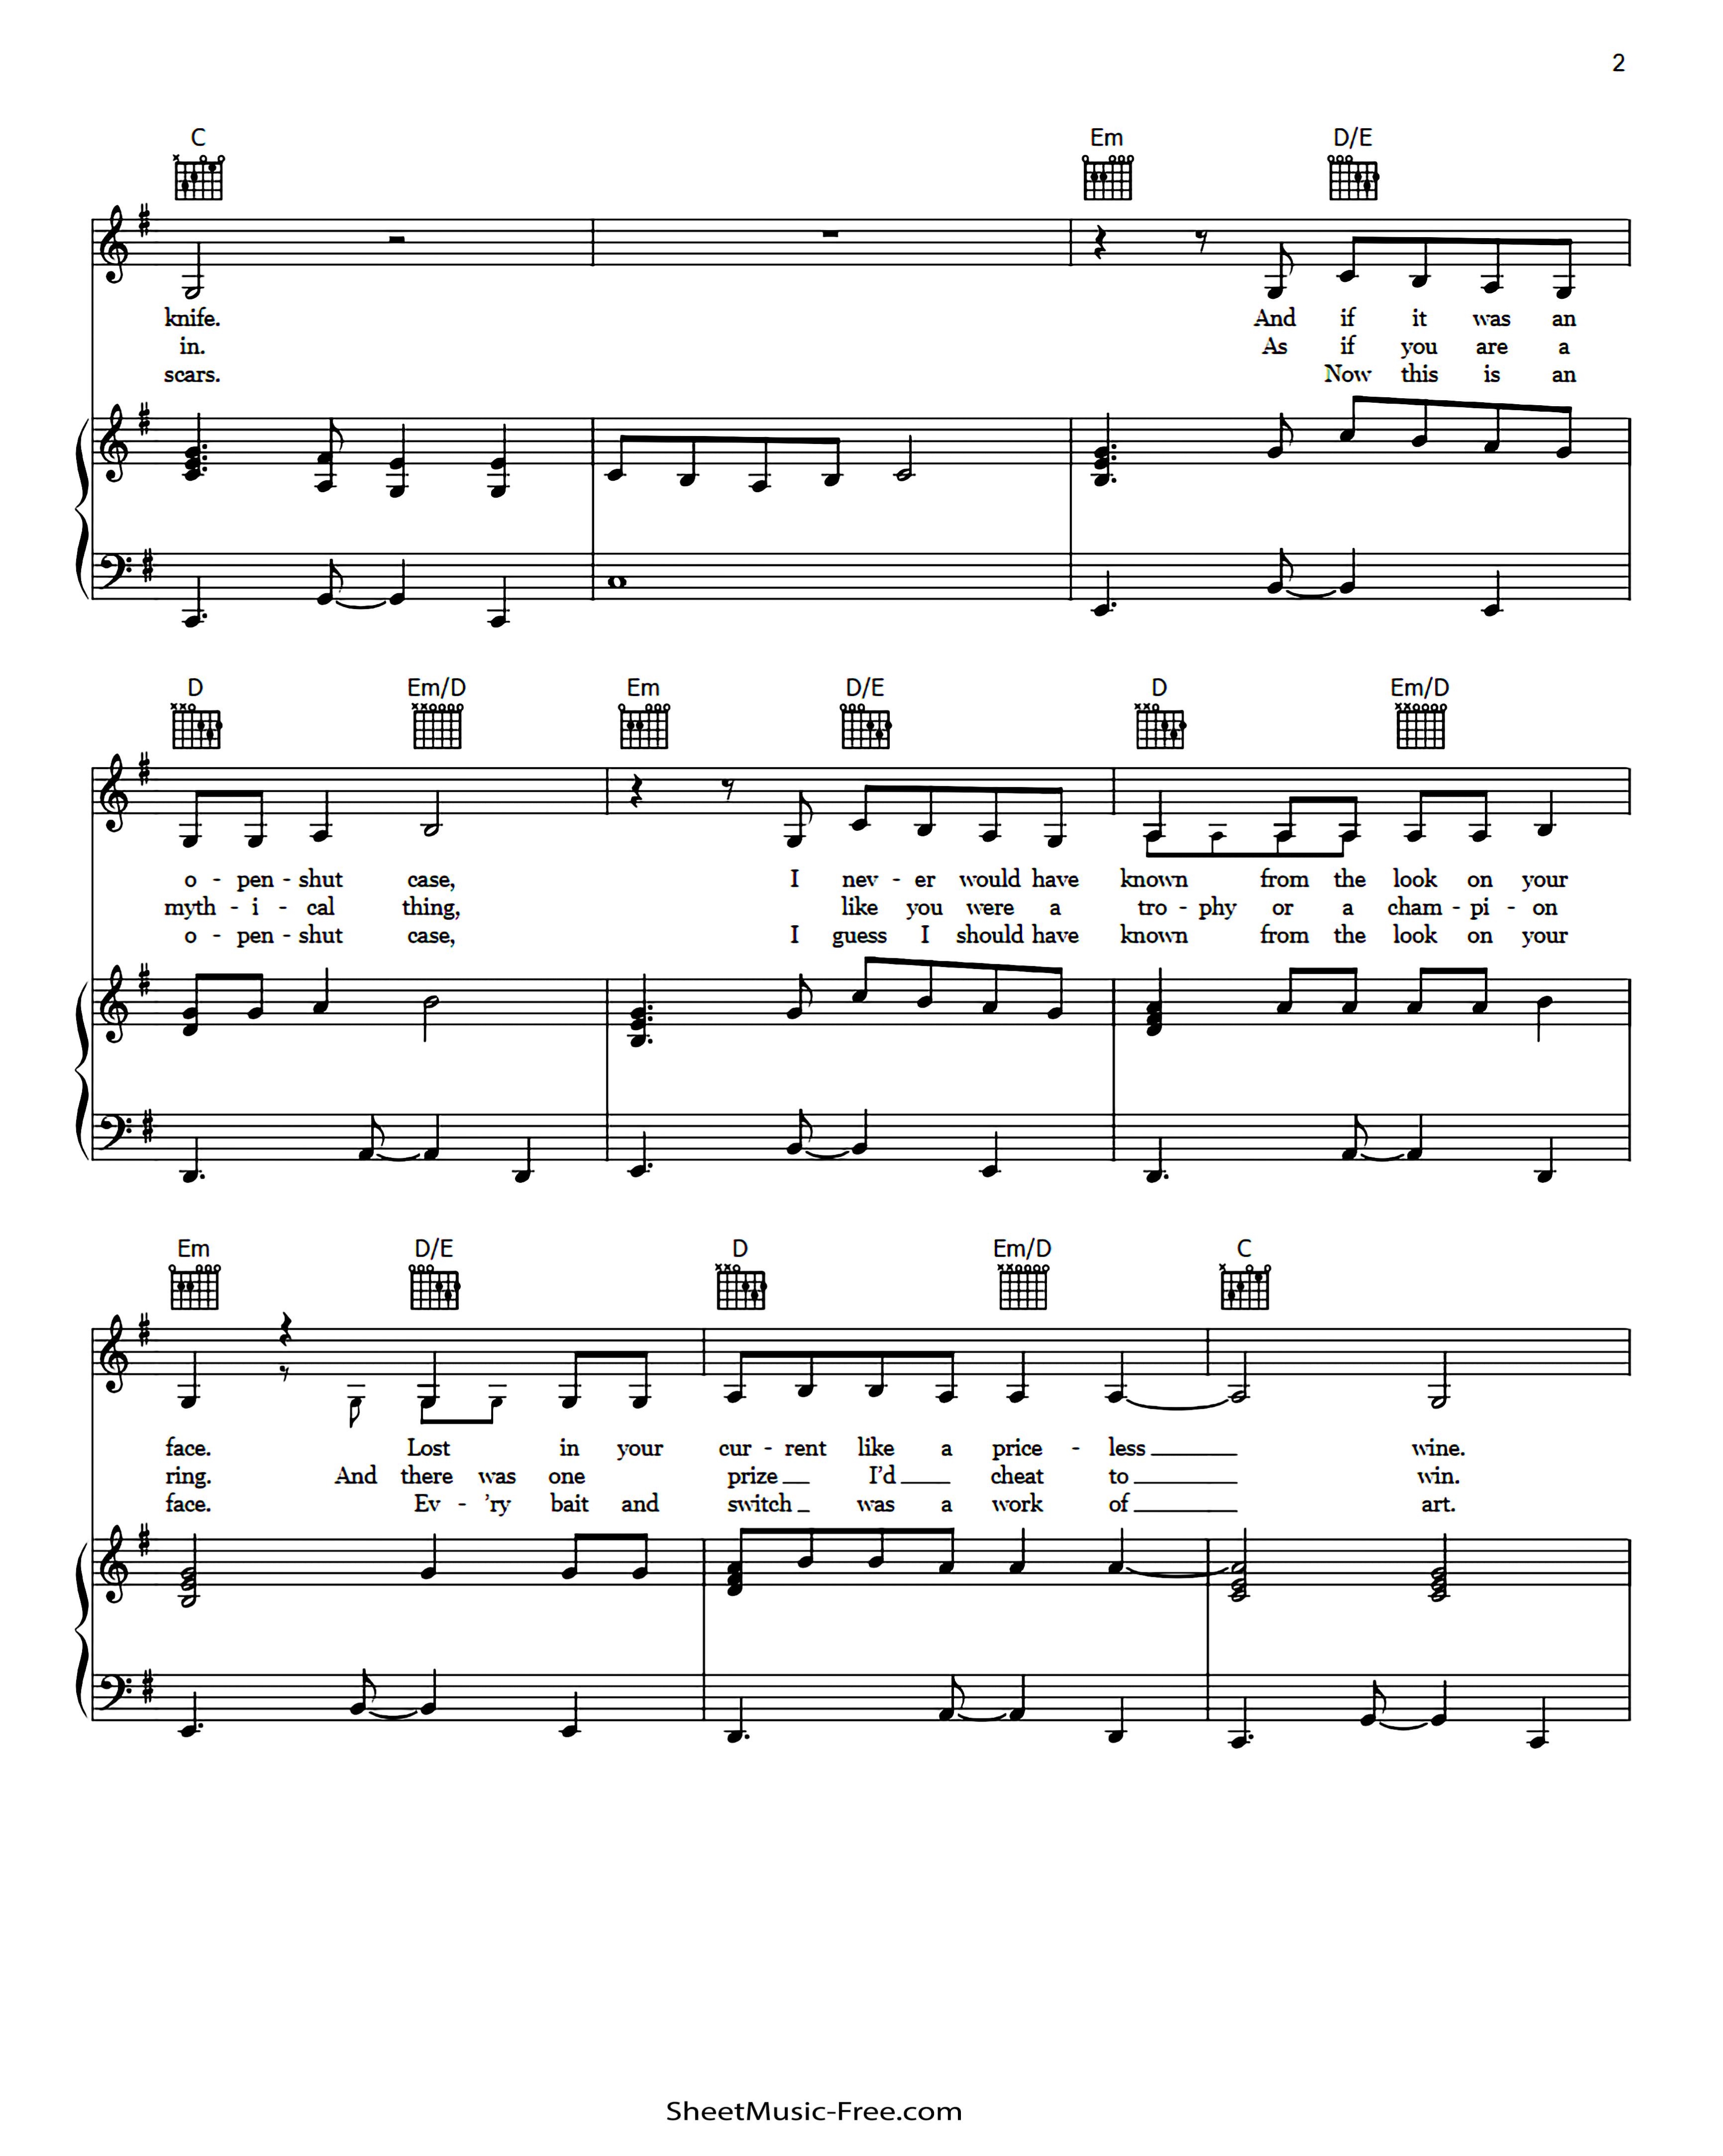 2
C Em D/E
knife. And if it was an
in. As if you are a
scars. Now this is an
D Em/D Em D/E D Em/D
o - pen - shut case, I nev - er would have known from the look on your
myth - i - cal thing, like you were a tro - phy or a cham - pi - on
o - pen - shut case, I guess I should have known from the look on your
Em D/E D Em/D C
face. Lost in your cur - rent like a price - less wine.
ring. And there was one prize I'd cheat to win.
face. Ev - 'ry bait and switch was a work of art.
SheetMusic-Free.com